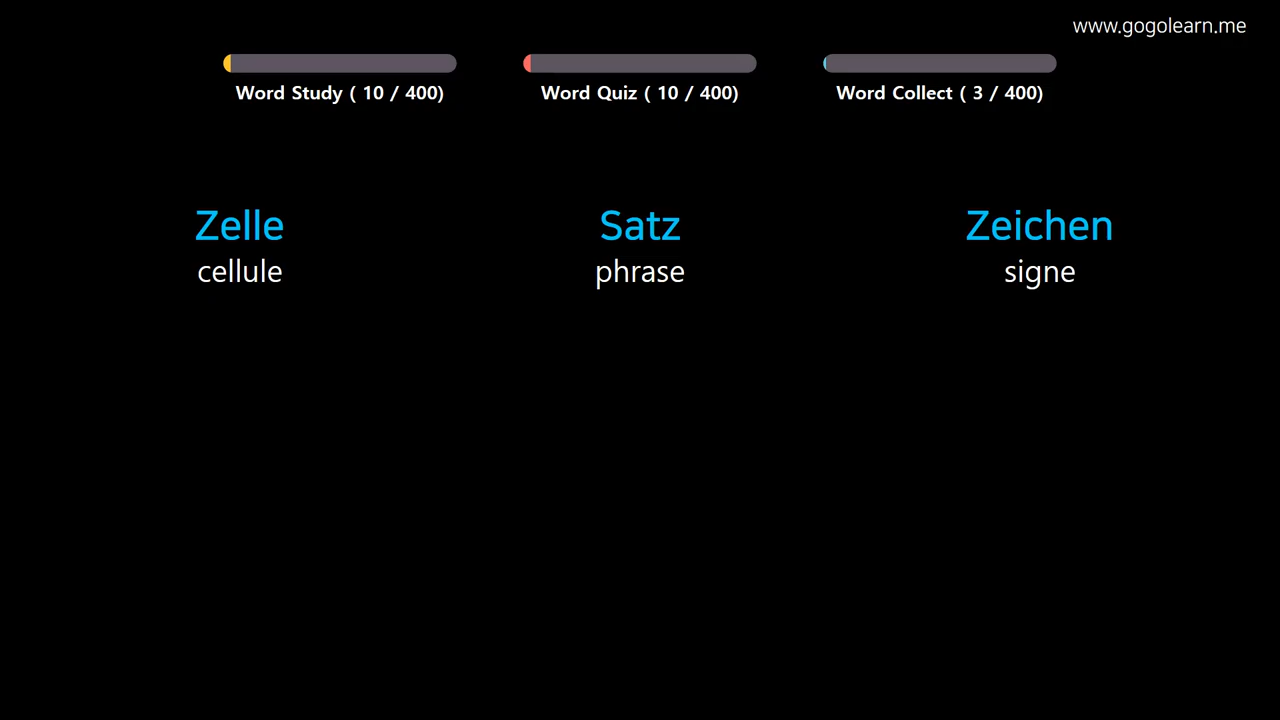 www.gogolearn.me
Word Study ( 10 / 400)
Word Quiz ( 10 / 400)
Word Collect ( 3 / 400)
Zelle
cellule
Satz
phrase
Zeichen
signe